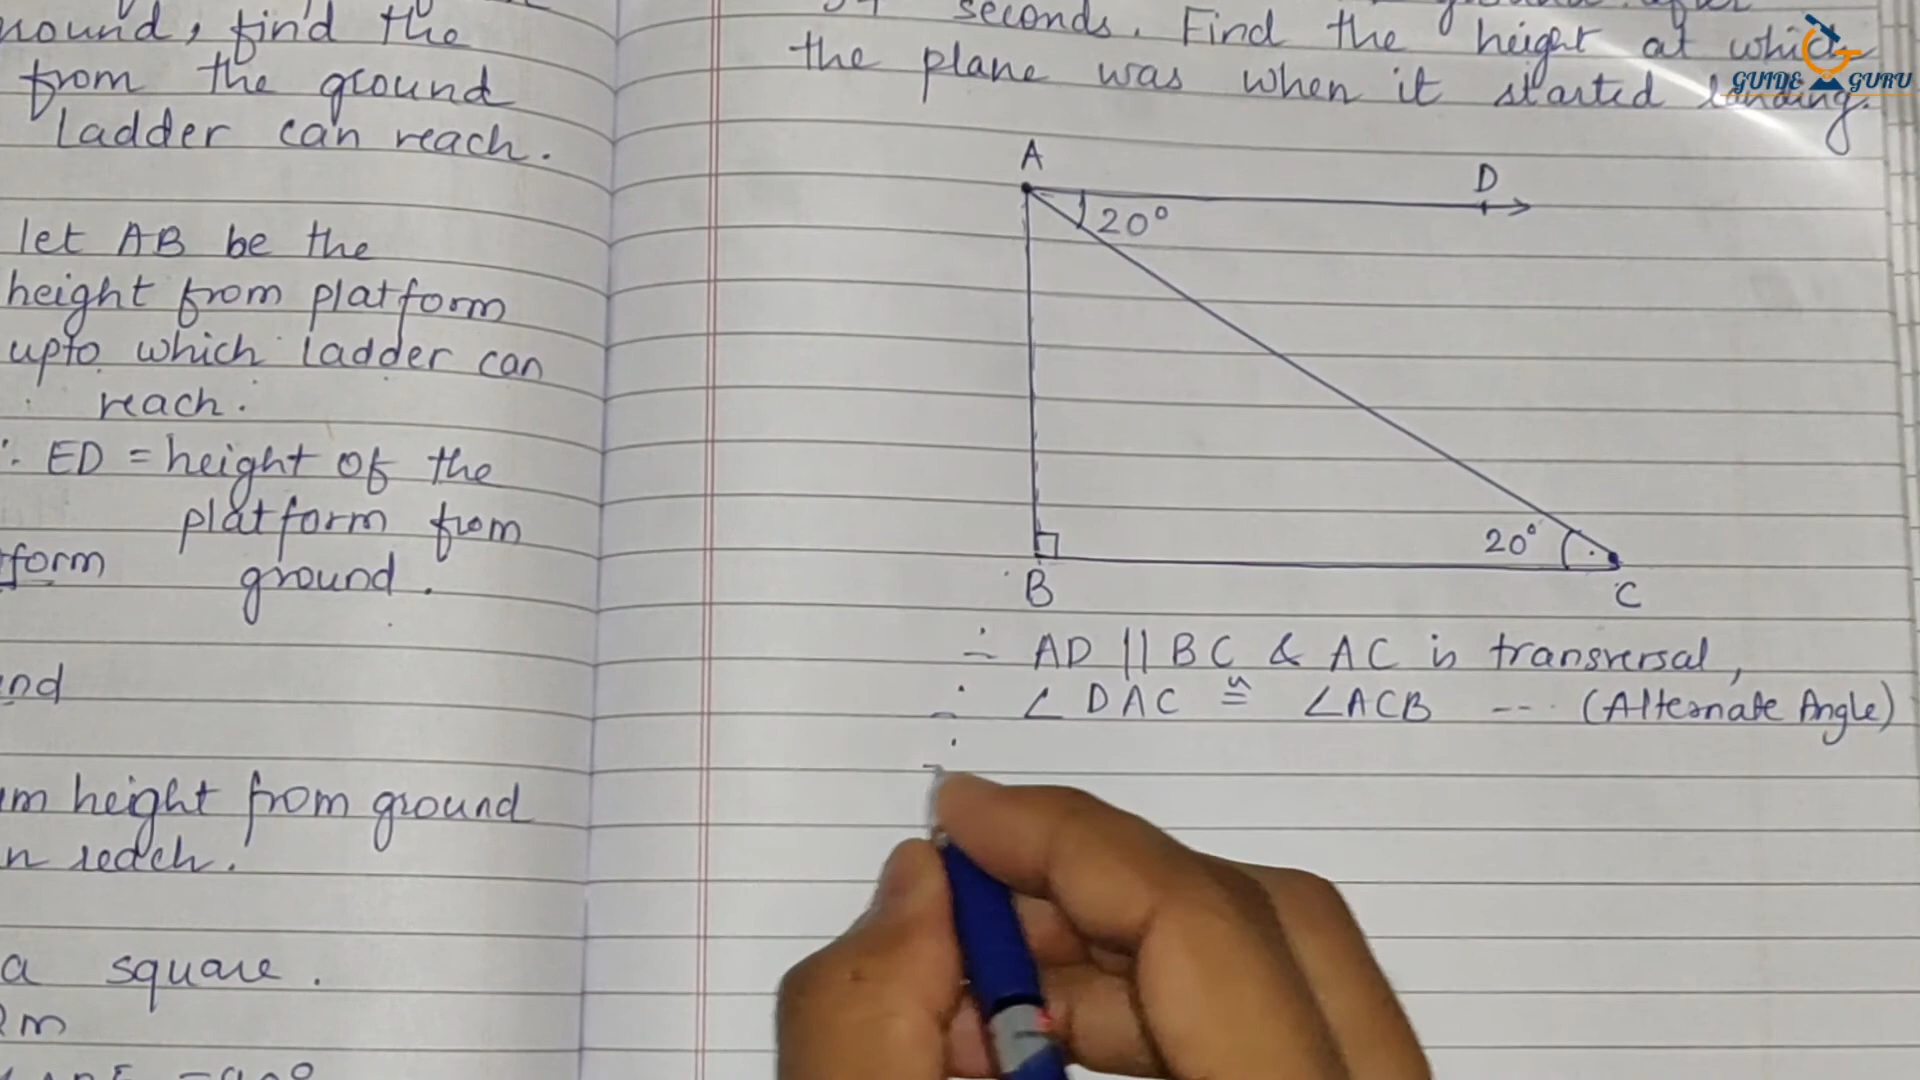 round, find the
from the ground
ladder can reach.
let AB be the
height from platform
upto which ladder can
reach.
∴ ED = height of the
platform from
form ground.
nd
um height from ground
n reach.
a square.
2m
seconds. Find the height at which
the plane was when it started landing.
GUIDE GURU
A
D
20°
20°
B
C
∴ AD || BC & AC is transversal,
∴ ∠DAC ≅ ∠ACB --- (Alternate Angle)
∴